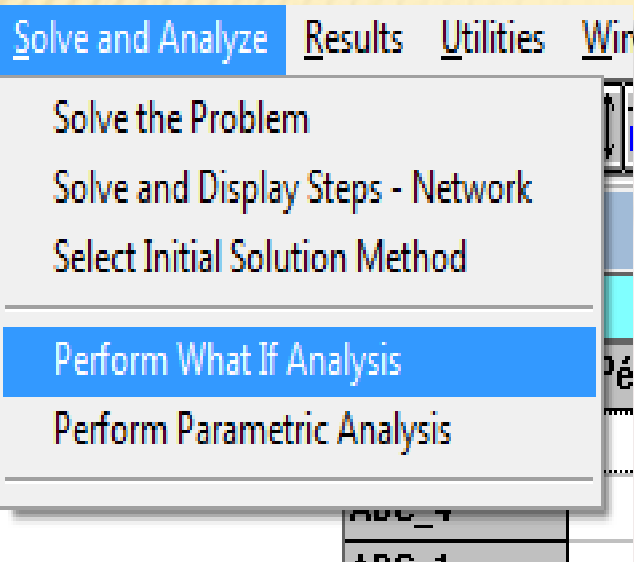 Solve and Analyze Results Utilities
Solve the Problem
Solve and Display Steps - Network
Select Initial Solution Method
Perform What If Analysis
Perform Parametric Analysis